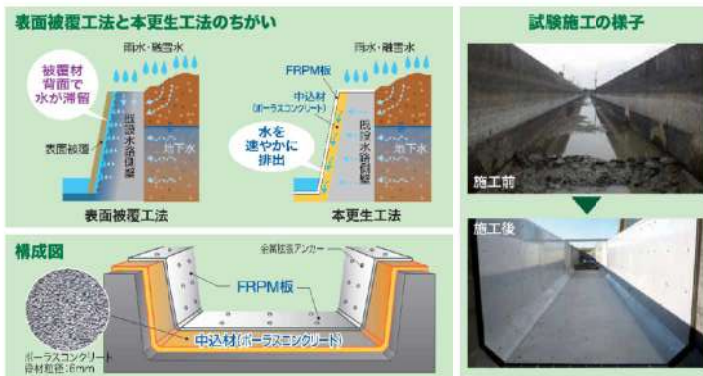 表面被覆工法と本更生工法のちがい
雨水・融雪水
被覆材
背面で
水が滞留
表面被覆
既設水路側壁
地下水
表面被覆工法
雨水・融雪水
FRPM板
中込材
(ポーラスコンクリート)
水を
速やかに
排出
既設水路側壁
地下水
本更生工法
構成図
金属拡張アンカー
FRPM板
中込材(ポーラスコンクリート)
ポーラスコンクリート
骨材粒径:6mm
試験施工の様子
施工前
施工後